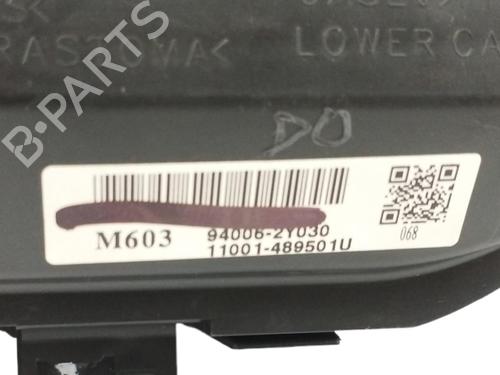 LOWER CA
DO
M603 94006-2Y030
11001-489501U
068
B-PARTS